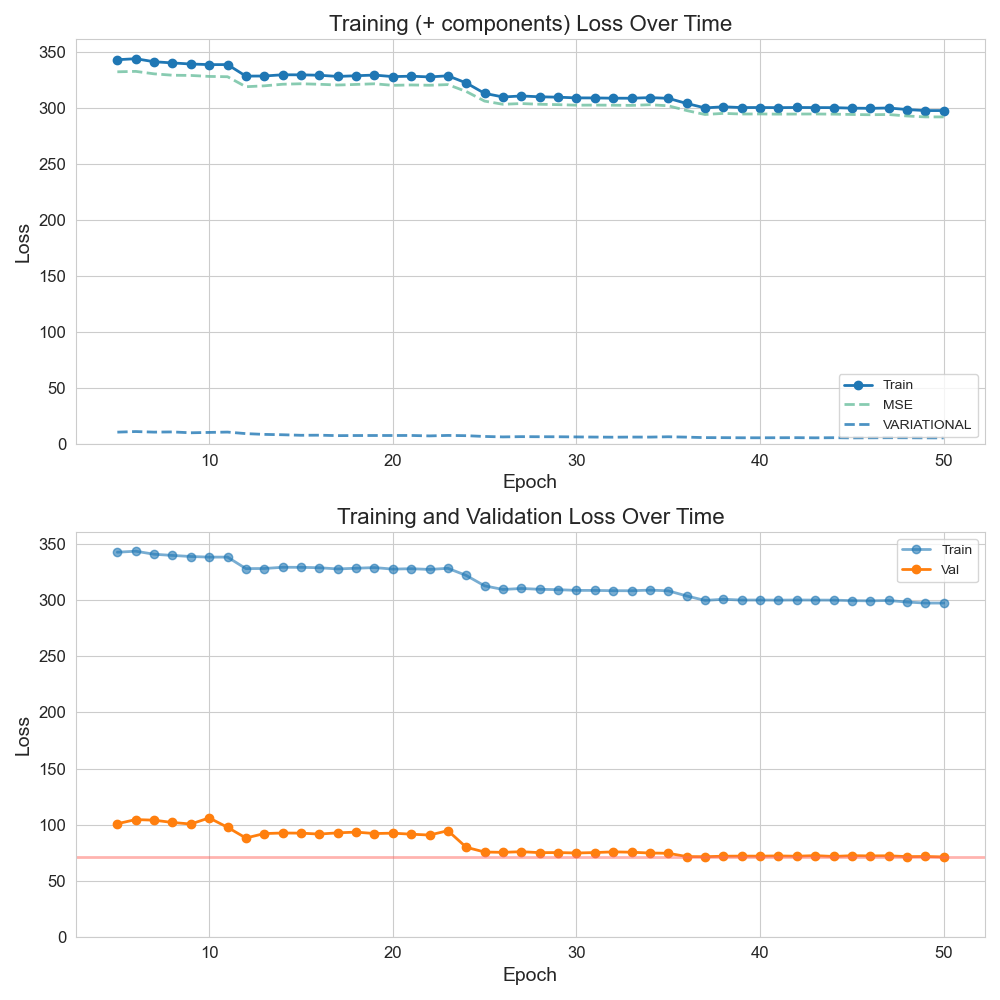 Training (+ components) Loss Over Time
350
300
250
200
150
100
50
0
Loss
Train
MSE
VARIATIONAL
10
20
30
40
50
Epoch
Training and Validation Loss Over Time
350
300
250
200
150
100
50
0
Loss
Train
Val
10
20
30
40
50
Epoch